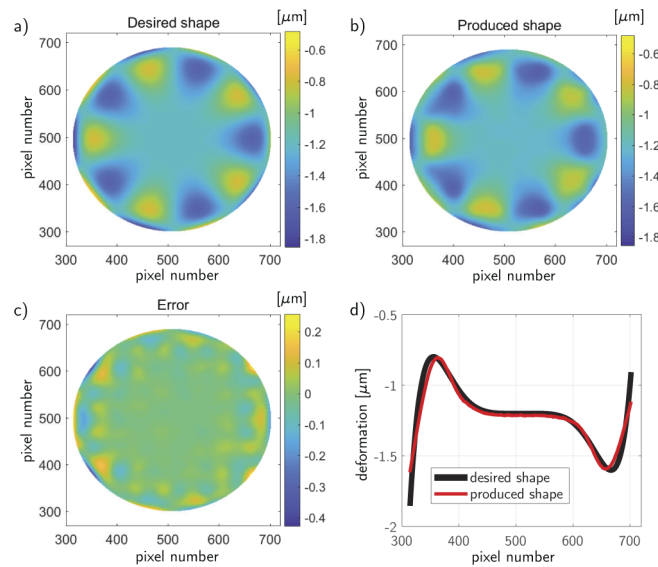 a)
Desired shape
[μm]
700
600
500
400
300
pixel number
300 400 500 600 700
pixel number
-0.6
-0.8
-1
-1.2
-1.4
-1.6
-1.8
b)
Produced shape
[μm]
700
600
500
400
300
pixel number
300 400 500 600 700
pixel number
-0.6
-0.8
-1
-1.2
-1.4
-1.6
-1.8
c)
Error
[μm]
700
600
500
400
300
pixel number
300 400 500 600 700
pixel number
0.2
0.1
0
-0.1
-0.2
-0.3
-0.4
d)
-0.5
-1
-1.5
-2
deformation [μm]
desired shape
produced shape
300 400 500 600 700
pixel number